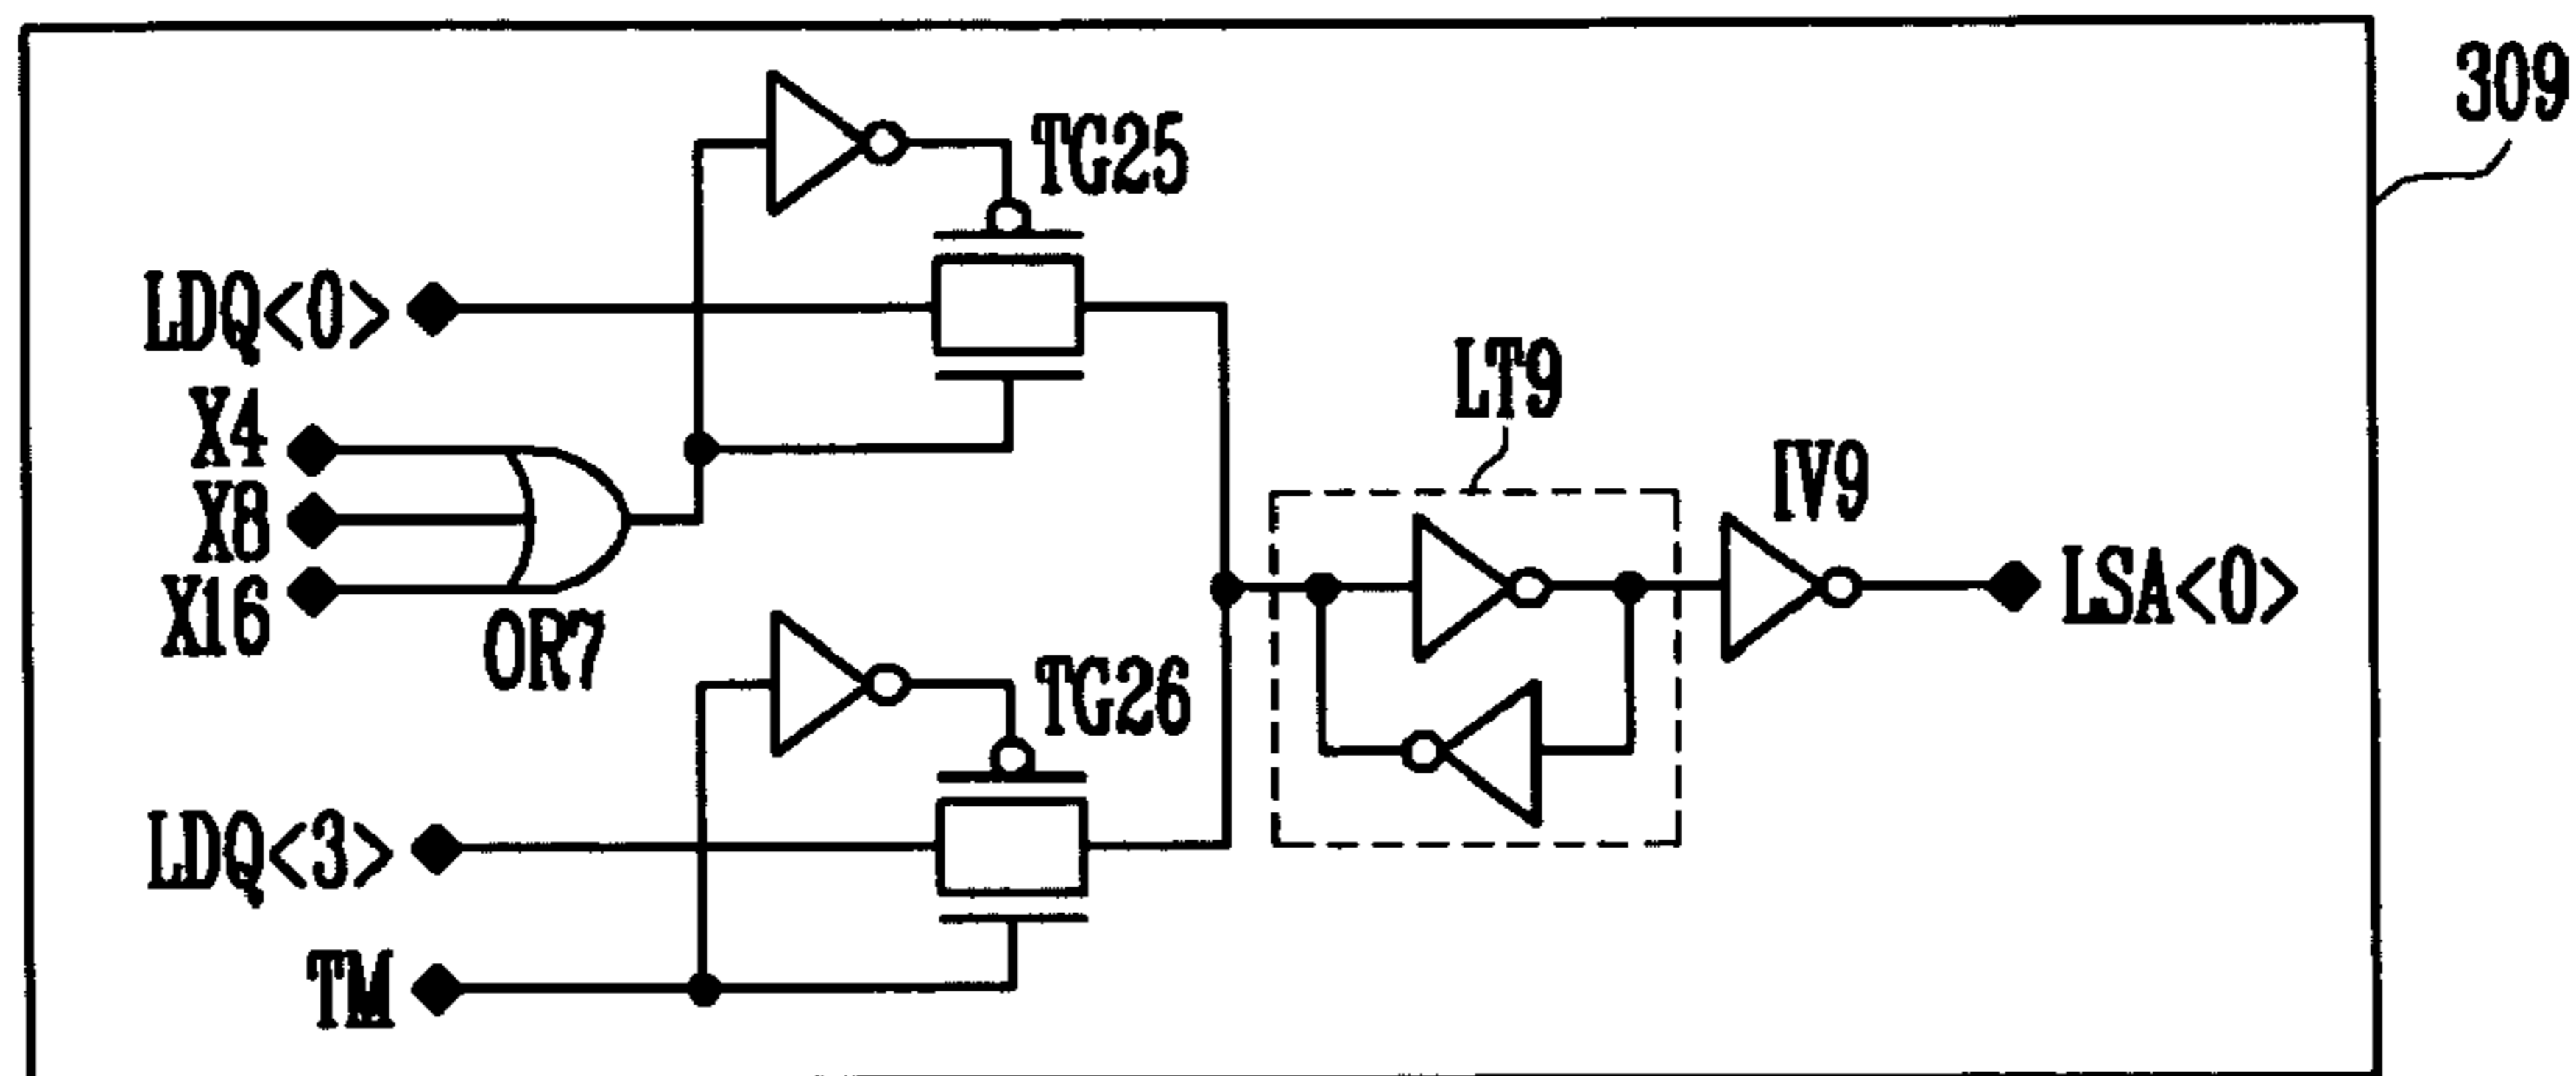 309
TG25
LDQ<0>
X4
X8
X16
OR7
LT9
IV9
LSA<0>
TG26
LDQ<3>
TM